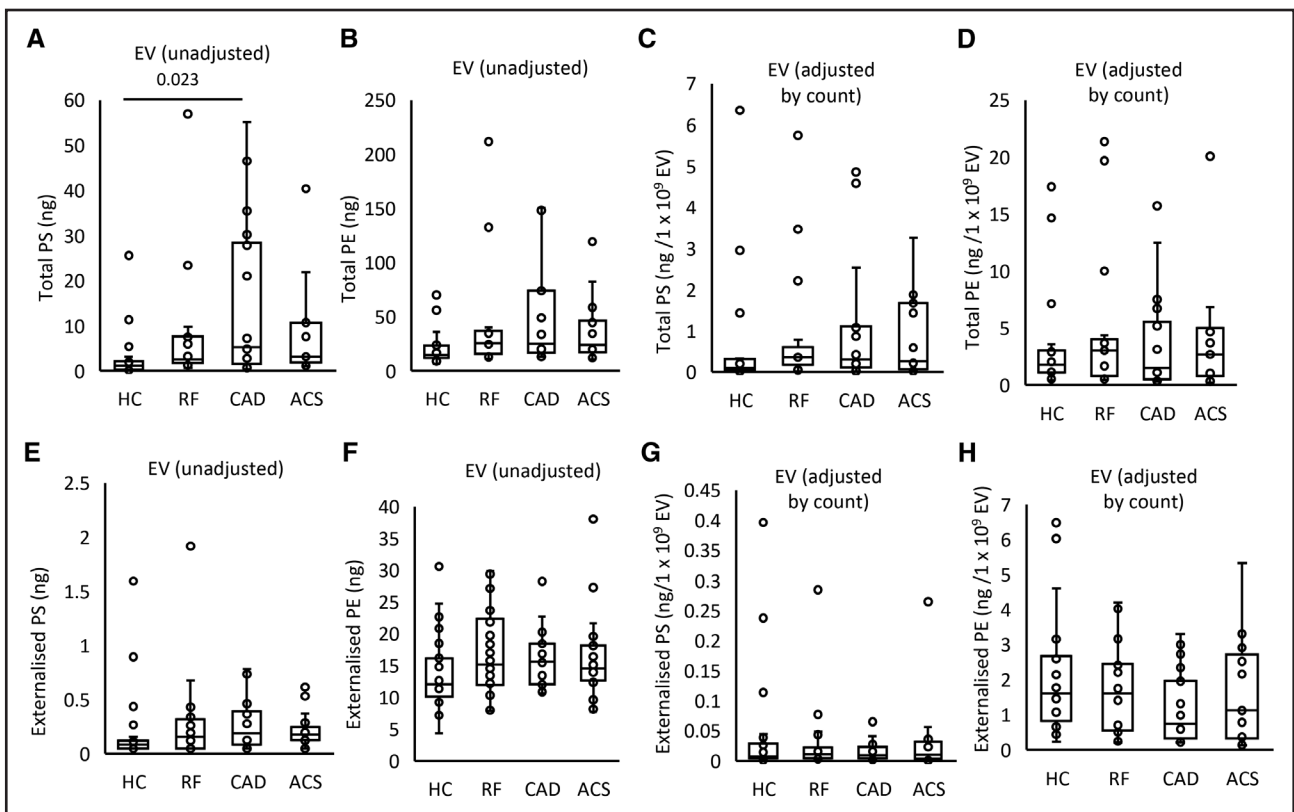 A
EV (unadjusted)
0.023
Total PS (ng)
60
50
40
30
20
10
0
HC RF CAD ACS
B
EV (unadjusted)
Total PE (ng)
250
200
150
100
50
0
HC RF CAD ACS
C
EV (adjusted
by count)
Total PS (ng /1 x 10⁹ EV)
7
6
5
4
3
2
1
0
HC RF CAD ACS
D
EV (adjusted
by count)
Total PE (ng /1 x 10⁹ EV)
25
20
15
10
5
0
HC RF CAD ACS
E
EV (unadjusted)
Externalised PS (ng)
2.5
2
1.5
1
0.5
0
HC RF CAD ACS
F
EV (unadjusted)
Externalised PE (ng)
40
35
30
25
20
15
10
5
0
HC RF CAD ACS
G
EV (adjusted
by count)
Externalised PS (ng/1 x 10⁹ EV)
0.45
0.4
0.35
0.3
0.25
0.2
0.15
0.1
0.05
0
HC RF CAD ACS
H
EV (adjusted
by count)
Externalised PE (ng /1 x 10⁹ EV)
7
6
5
4
3
2
1
0
HC RF CAD ACS